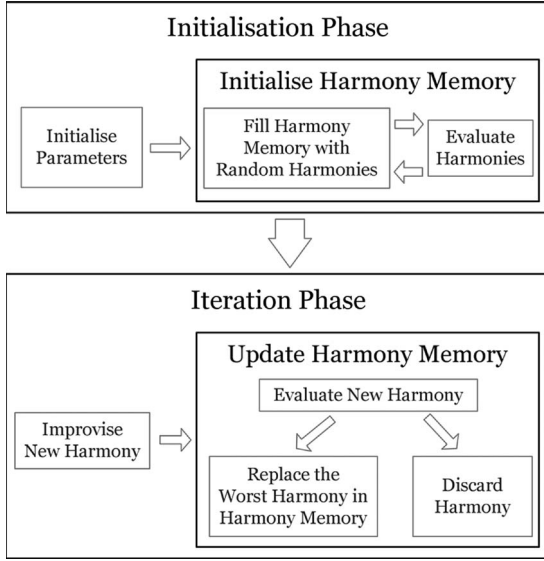 Initialisation Phase
Initialise Harmony Memory
Initialise
Parameters
Fill Harmony
Memory with
Random Harmonies
Evaluate
Harmonies
Iteration Phase
Update Harmony Memory
Improvise
New Harmony
Evaluate New Harmony
Replace the
Worst Harmony in
Harmony Memory
Discard
Harmony